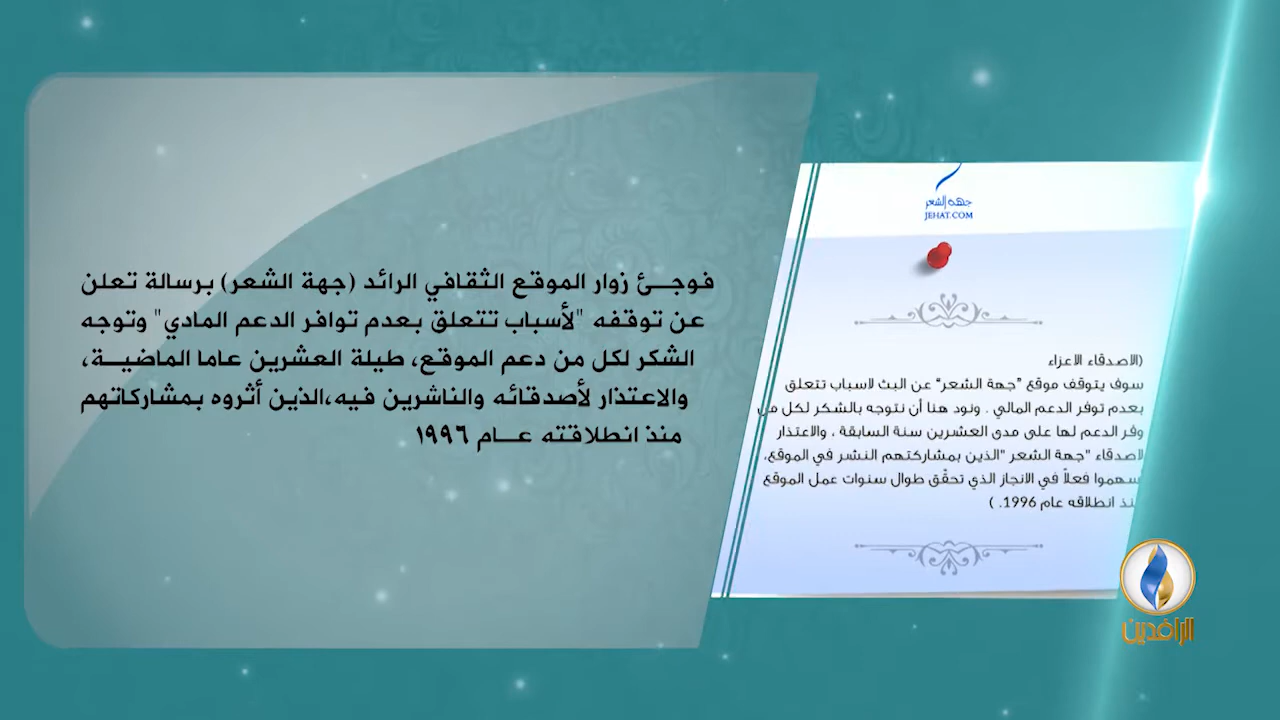 فوجـئ زوار الموقع الثقافي الرائد (جهة الشعر) برسالة تعلن
عن توقفه "لأسباب تتعلق بعدم توافر الدعم المادي" وتوجه
الشكر لكل من دعم الموقع، طيلة العشرين عاما الماضيـة،
والاعتذار لأصدقائه والناشرين فيه،الذين أثروه بمشاركاتهم
منذ انطلاقته عـام ١٩٩٦
جهة الشعر
JEHAT.COM
(الاصدقاء الاعزاء
سوف يتوقف موقع "جهة الشعر" عن البث لاسباب تتعلق
بعدم توفر الدعم المالي . ونود هنا أن نتوجه بالشكر لكل من
وفر الدعم لها على مدى العشرين سنة السابقة ، والاعتذار
لاصدقاء "جهة الشعر "الذين بمشاركتهم النشر في الموقع،
أسهموا فعلاً في الانجاز الذي تحقّق طوال سنوات عمل الموقع
منذ انطلاقه عام 1996. )
الرافدين